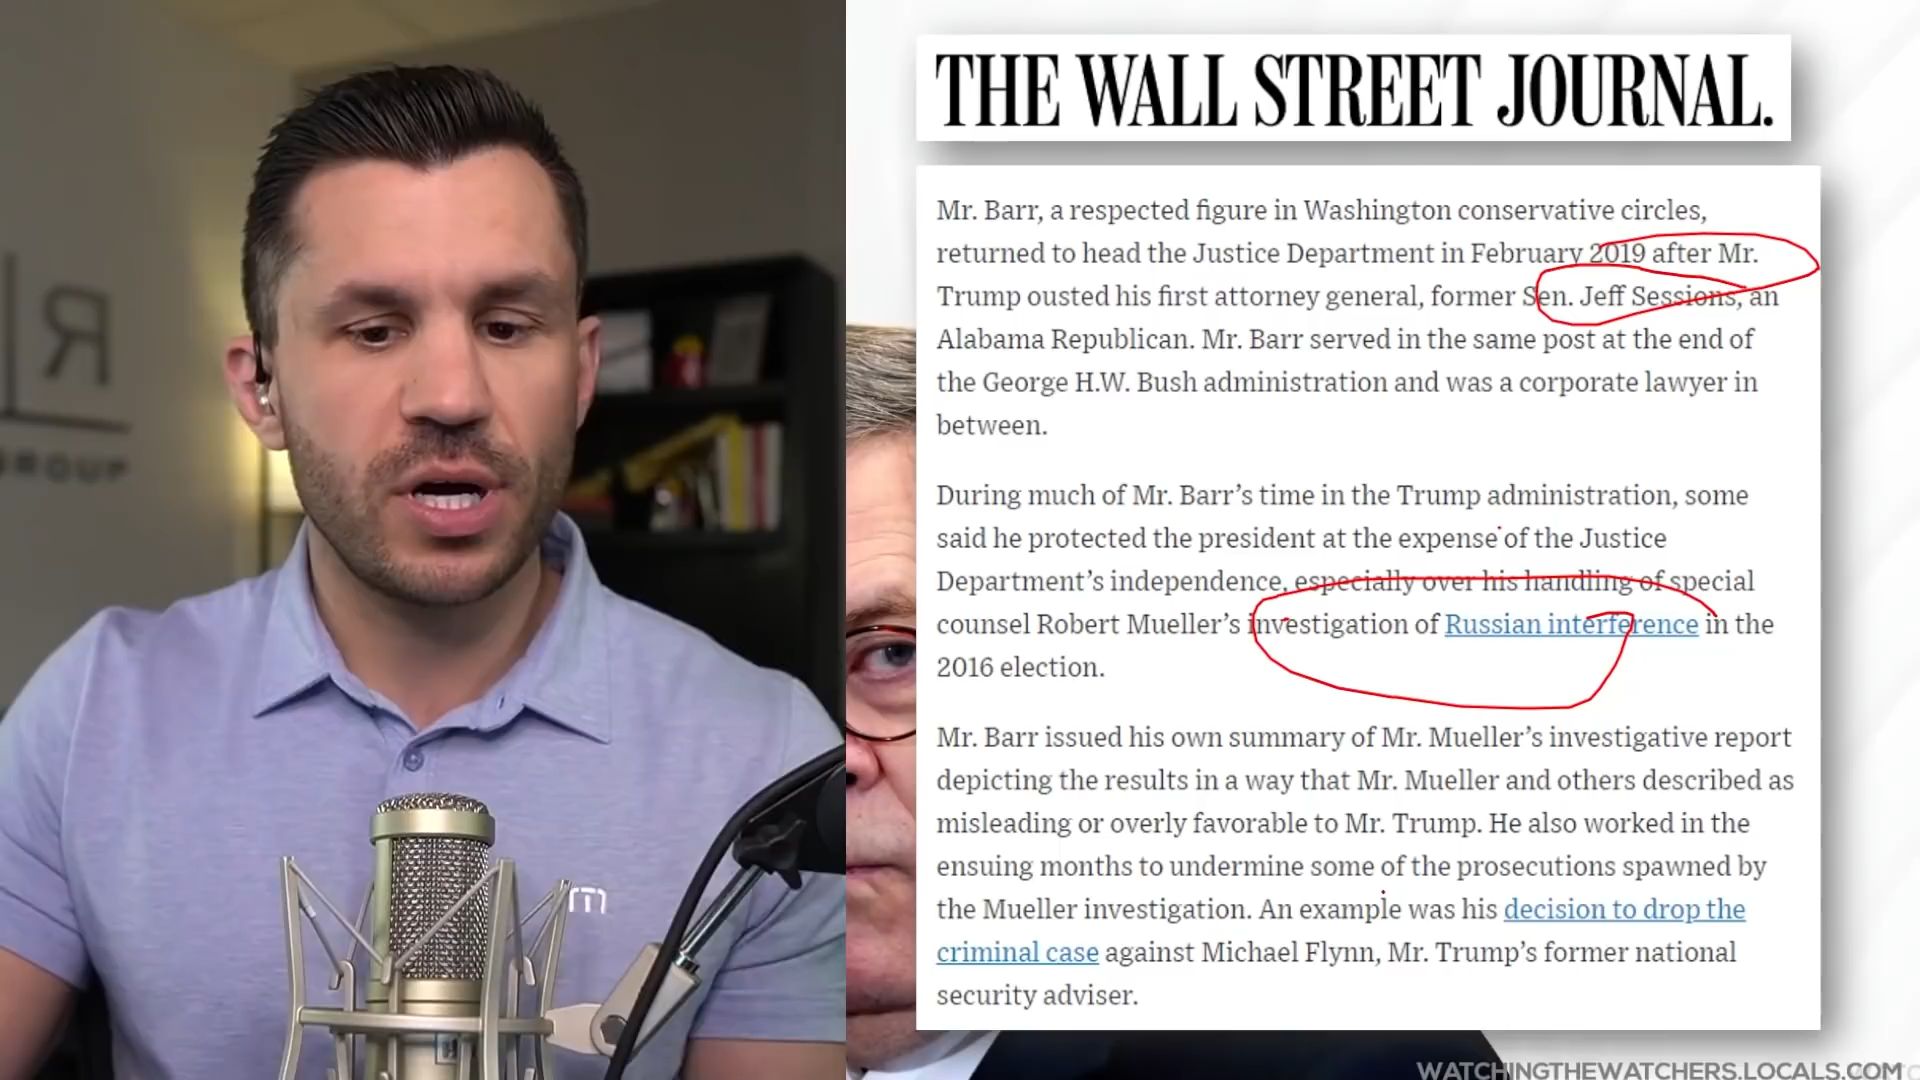 R
GROUP
THE WALL STREET JOURNAL.
Mr. Barr, a respected figure in Washington conservative circles,
returned to head the Justice Department in February 2019 after Mr.
Trump ousted his first attorney general, former Sen. Jeff Sessions, an
Alabama Republican. Mr. Barr served in the same post at the end of
the George H.W. Bush administration and was a corporate lawyer in
between.
During much of Mr. Barr’s time in the Trump administration, some
said he protected the president at the expense of the Justice
Department’s independence, especially over his handling of special
counsel Robert Mueller’s investigation of Russian interference in the
2016 election.
Mr. Barr issued his own summary of Mr. Mueller’s investigative report
depicting the results in a way that Mr. Mueller and others described as
misleading or overly favorable to Mr. Trump. He also worked in the
ensuing months to undermine some of the prosecutions spawned by
the Mueller investigation. An example was his decision to drop the
criminal case against Michael Flynn, Mr. Trump’s former national
security adviser.
WATCHINGTHEWATCHERS.LOCALS.COM